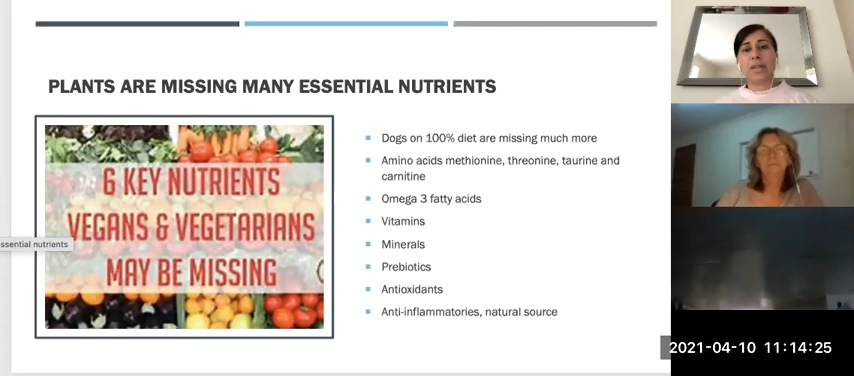 PLANTS ARE MISSING MANY ESSENTIAL NUTRIENTS
6 KEY NUTRIENTS
VEGANS & VEGETARIANS
MAY BE MISSING
ssential nutrients
Dogs on 100% diet are missing much more
Amino acids methionine, threonine, taurine and
carnitine
Omega 3 fatty acids
Vitamins
Minerals
Prebiotics
Antioxidants
Anti-inflammatories, natural source
2021-04-10 11:14:25